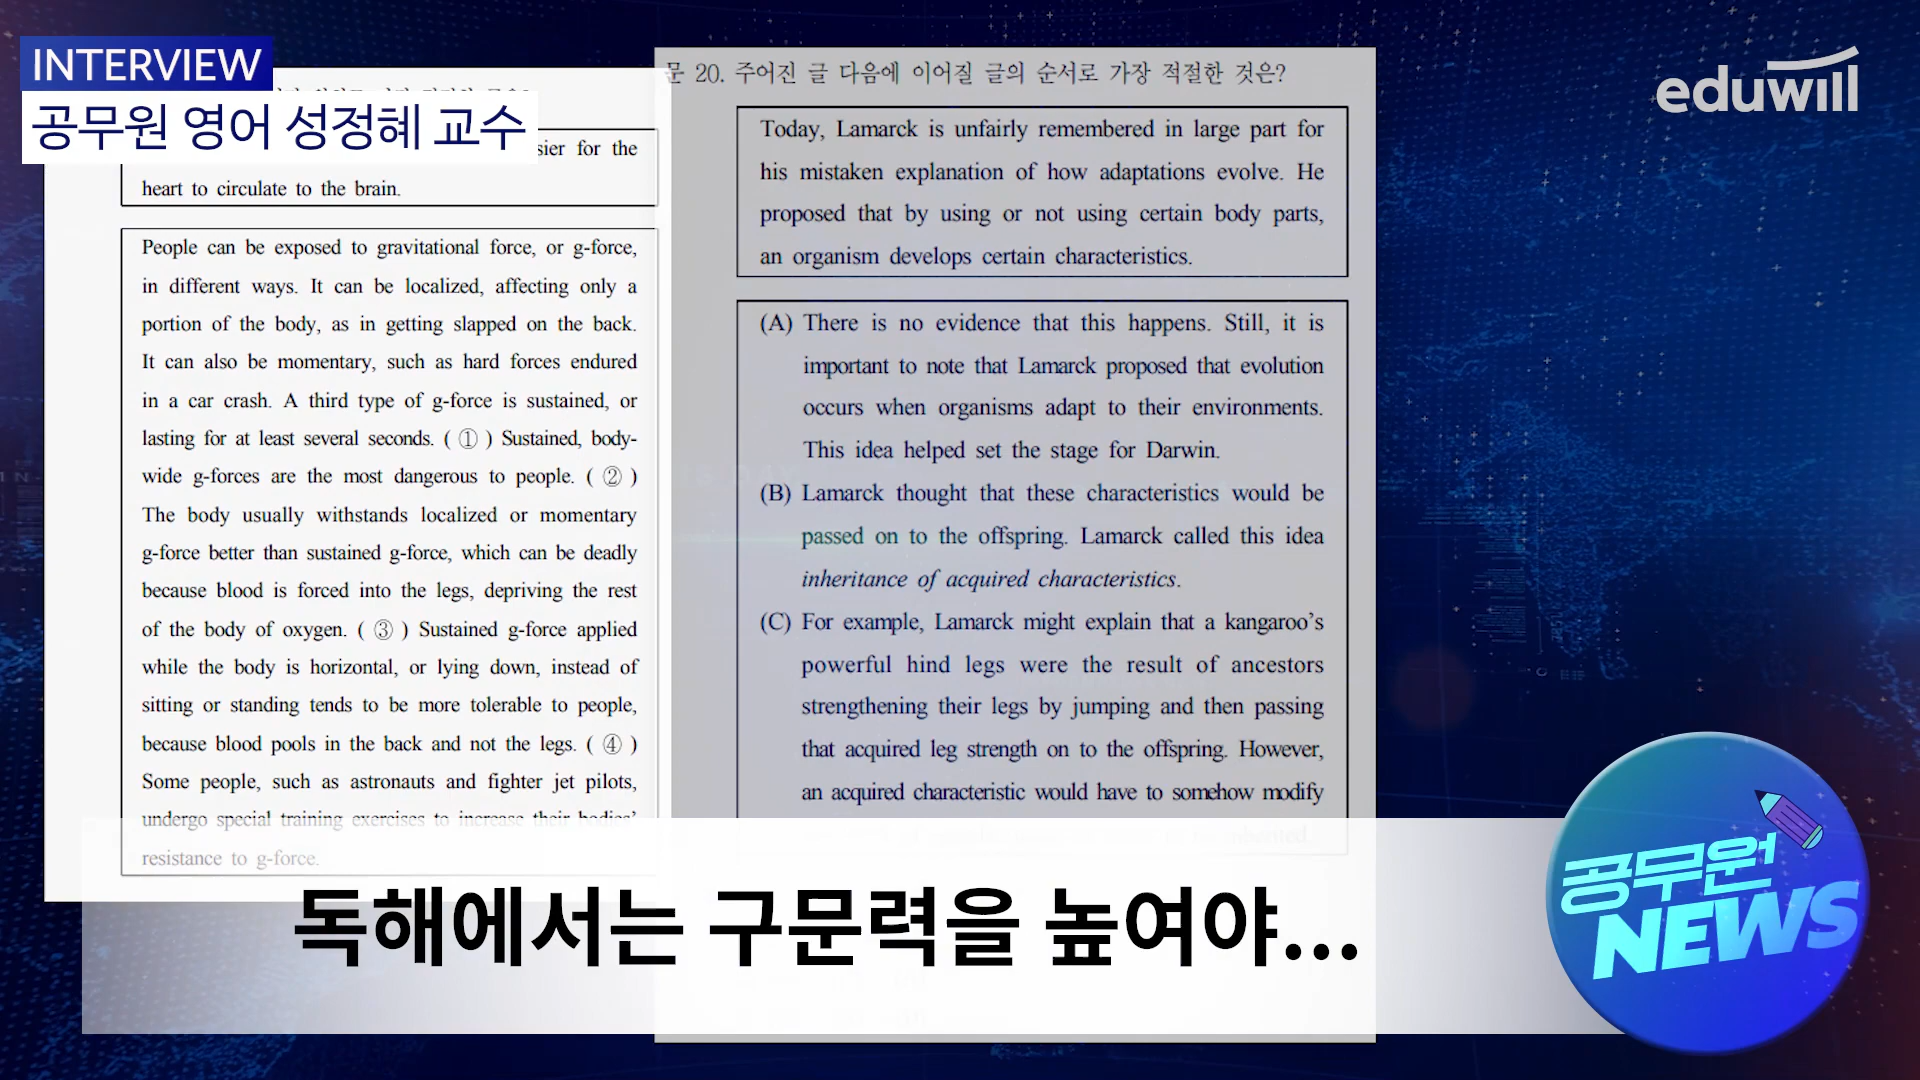 INTERVIEW
공무원 영어 성정혜 교수
eduwill
sier for the
heart to circulate to the brain.
People can be exposed to gravitational force, or g-force,
in different ways. It can be localized, affecting only a
portion of the body, as in getting slapped on the back.
It can also be momentary, such as hard forces endured
in a car crash. A third type of g-force is sustained, or
lasting for at least several seconds. ( ① ) Sustained, body-
wide g-forces are the most dangerous to people. ( ② )
The body usually withstands localized or momentary
g-force better than sustained g-force, which can be deadly
because blood is forced into the legs, depriving the rest
of the body of oxygen. ( ③ ) Sustained g-force applied
while the body is horizontal, or lying down, instead of
sitting or standing tends to be more tolerable to people,
because blood pools in the back and not the legs. ( ④ )
Some people, such as astronauts and fighter jet pilots,
undergo special training exercises to increase their bodies'
resistance to g-force.
문 20. 주어진 글 다음에 이어질 글의 순서로 가장 적절한 것은?
Today, Lamarck is unfairly remembered in large part for
his mistaken explanation of how adaptations evolve. He
proposed that by using or not using certain body parts,
an organism develops certain characteristics.
(A) There is no evidence that this happens. Still, it is
important to note that Lamarck proposed that evolution
occurs when organisms adapt to their environments.
This idea helped set the stage for Darwin.
(B) Lamarck thought that these characteristics would be
passed on to the offspring. Lamarck called this idea
inheritance of acquired characteristics.
(C) For example, Lamarck might explain that a kangaroo's
powerful hind legs were the result of ancestors
strengthening their legs by jumping and then passing
that acquired leg strength on to the offspring. However,
an acquired characteristic would have to somehow modify
독해에서는 구문력을 높여야...
공무원
NEWS